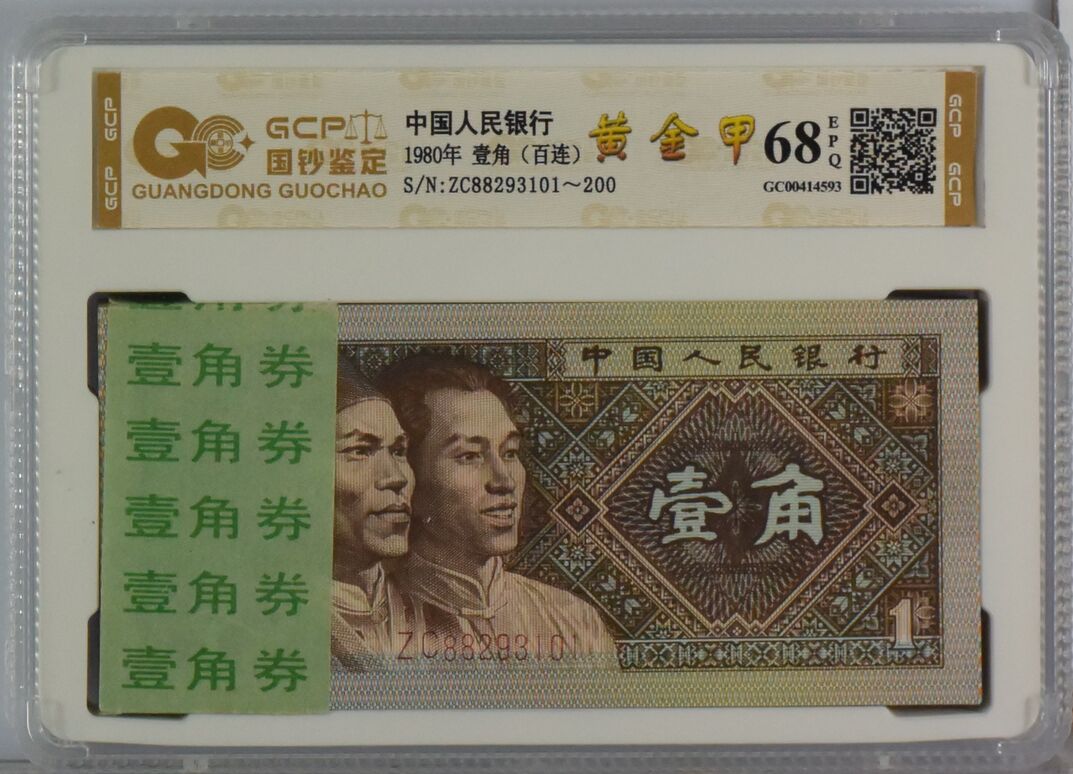 GCP
国钞鉴定
GUANGDONG GUOCHAO
中国人民银行
1980年 壹角（百连）
S/N:ZC88293101～200
黄金甲
68
EPQ
GC00414593
GCP
GCP
GCP
GCP
壹角券
壹角券
壹角券
壹角券
壹角券
中国人民银行
壹角
ZC88293101
1